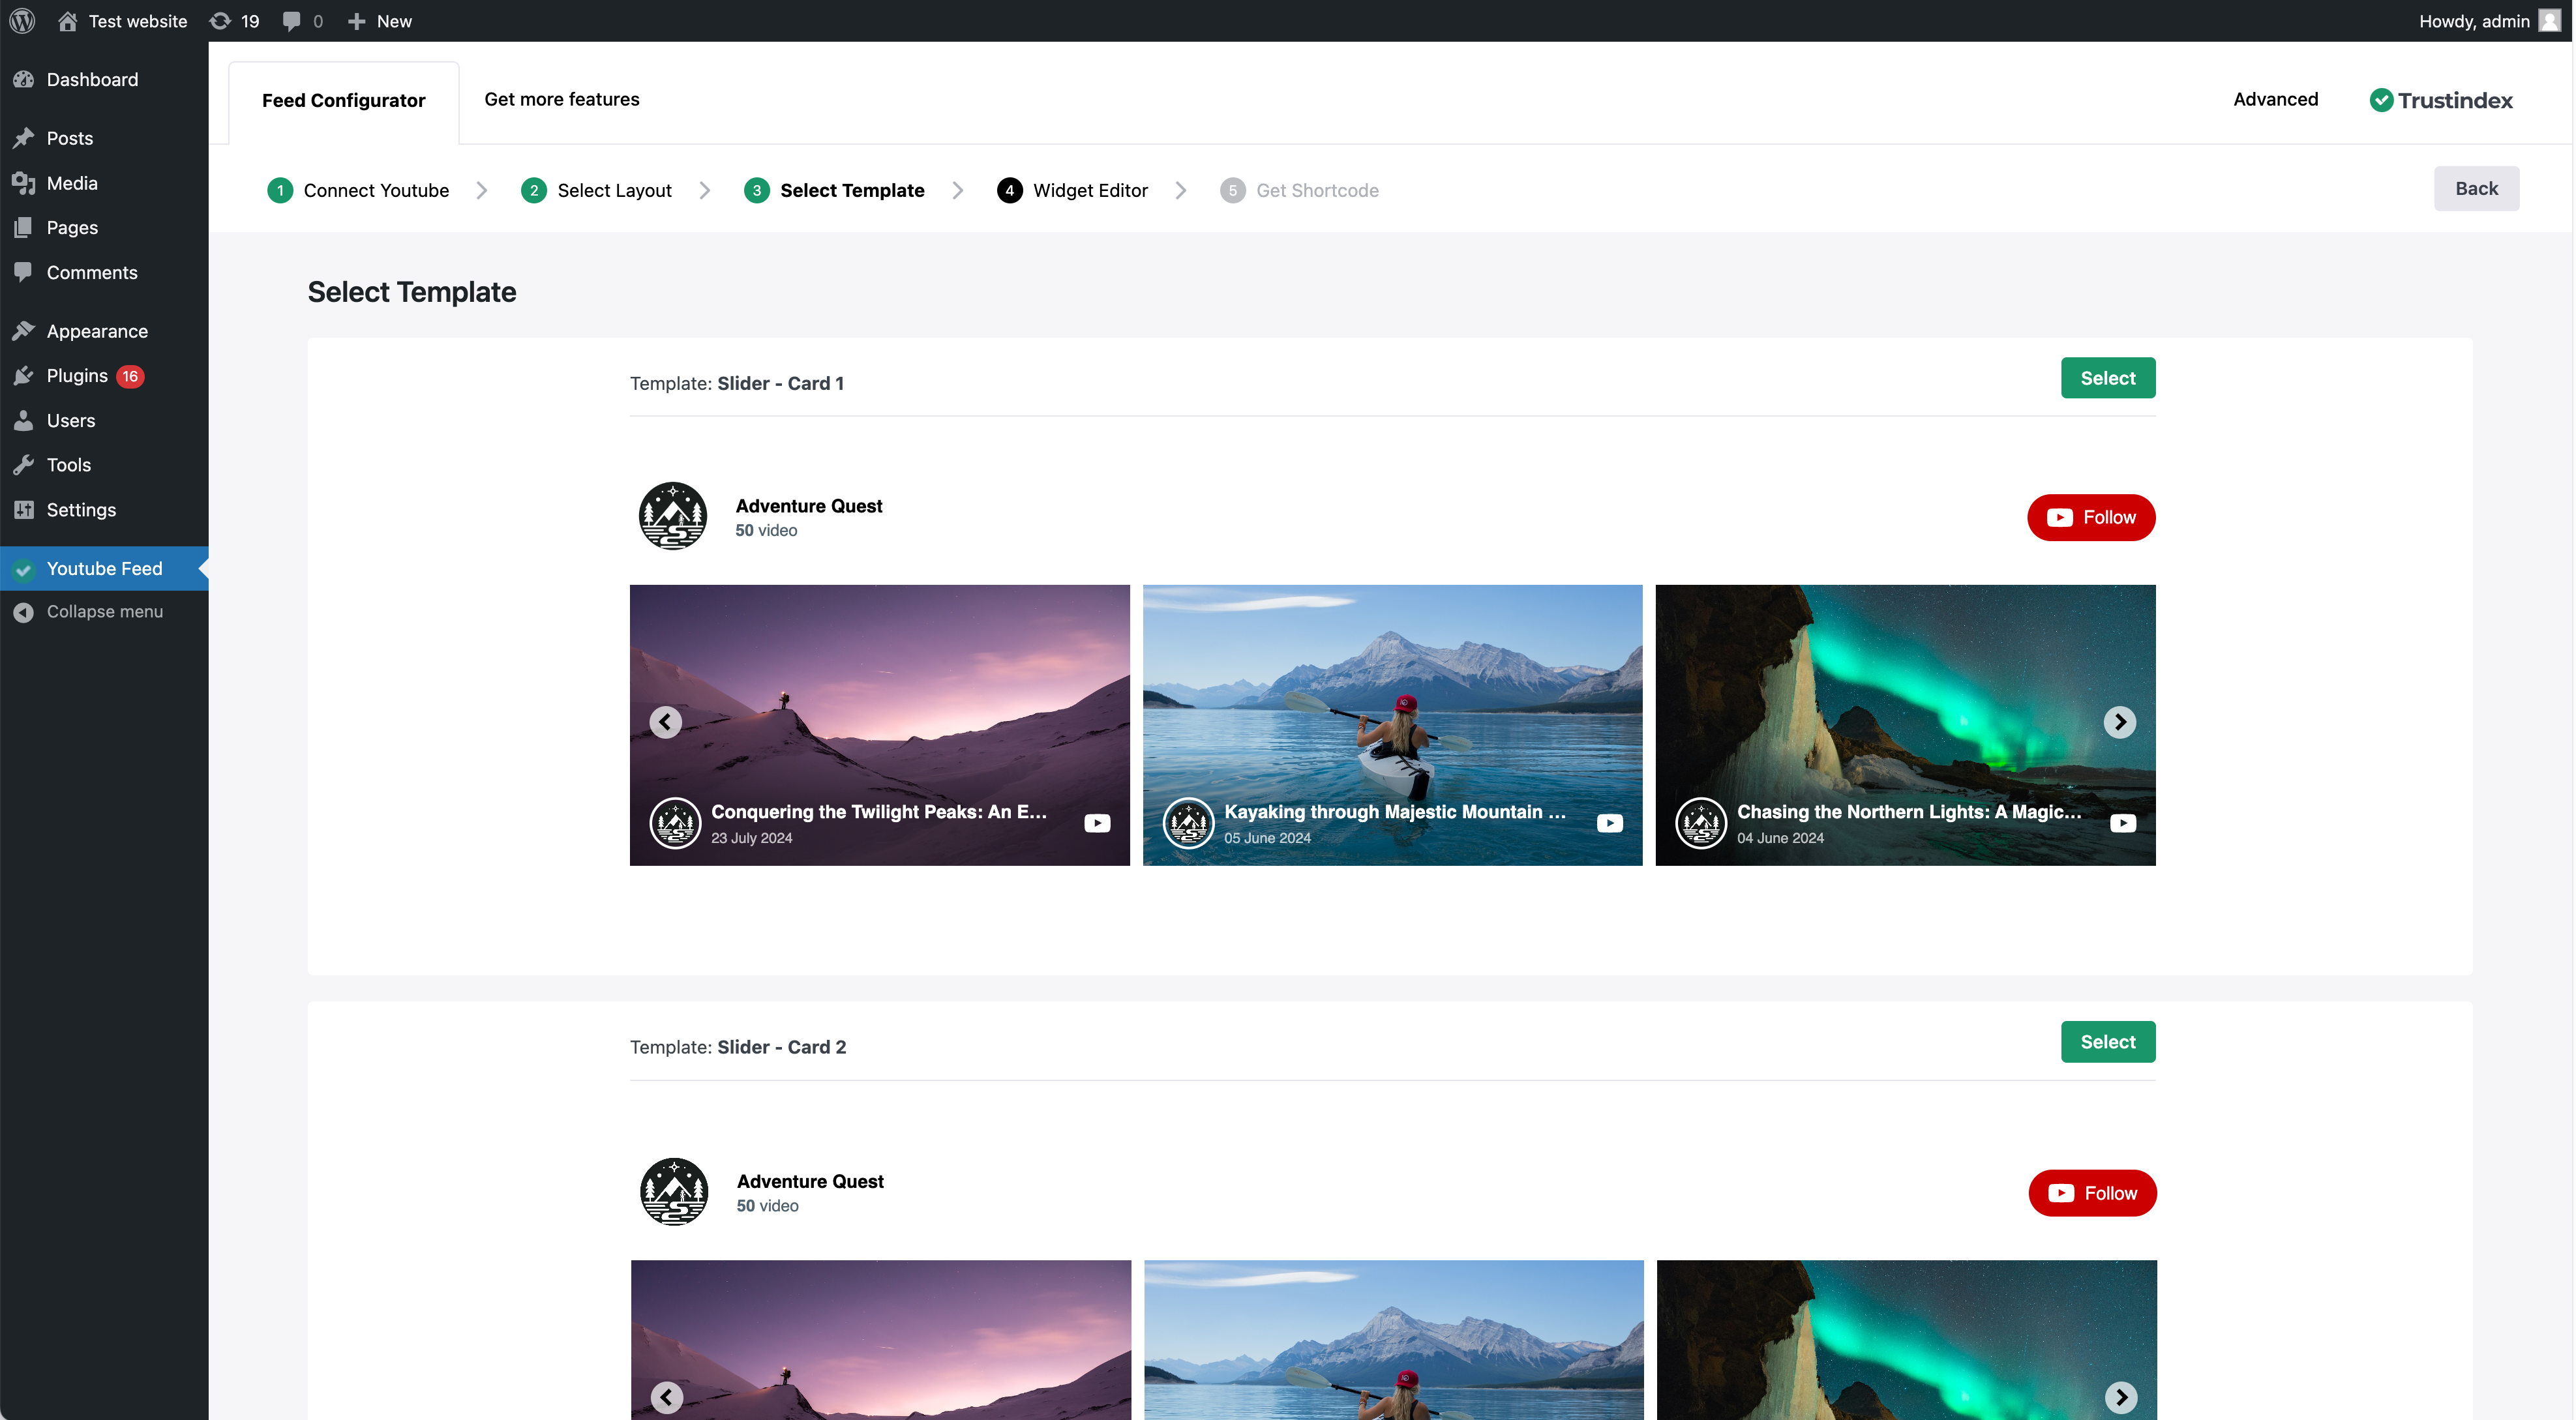 Test website 19 0 New Howdy, admin
Dashboard
Posts
Media
Pages
Comments
Appearance
Plugins 16
Users
Tools
Settings
Youtube Feed
Collapse menu
Feed Configurator Get more features Advanced Trustindex
1 Connect Youtube 2 Select Layout 3 Select Template 4 Widget Editor 5 Get Shortcode Back
Select Template
Template: Slider - Card 1 Select
Adventure Quest
50 video
Follow
Conquering the Twilight Peaks: An E...
23 July 2024
Kayaking through Majestic Mountain ...
05 June 2024
Chasing the Northern Lights: A Magic...
04 June 2024
Template: Slider - Card 2 Select
Adventure Quest
50 video
Follow